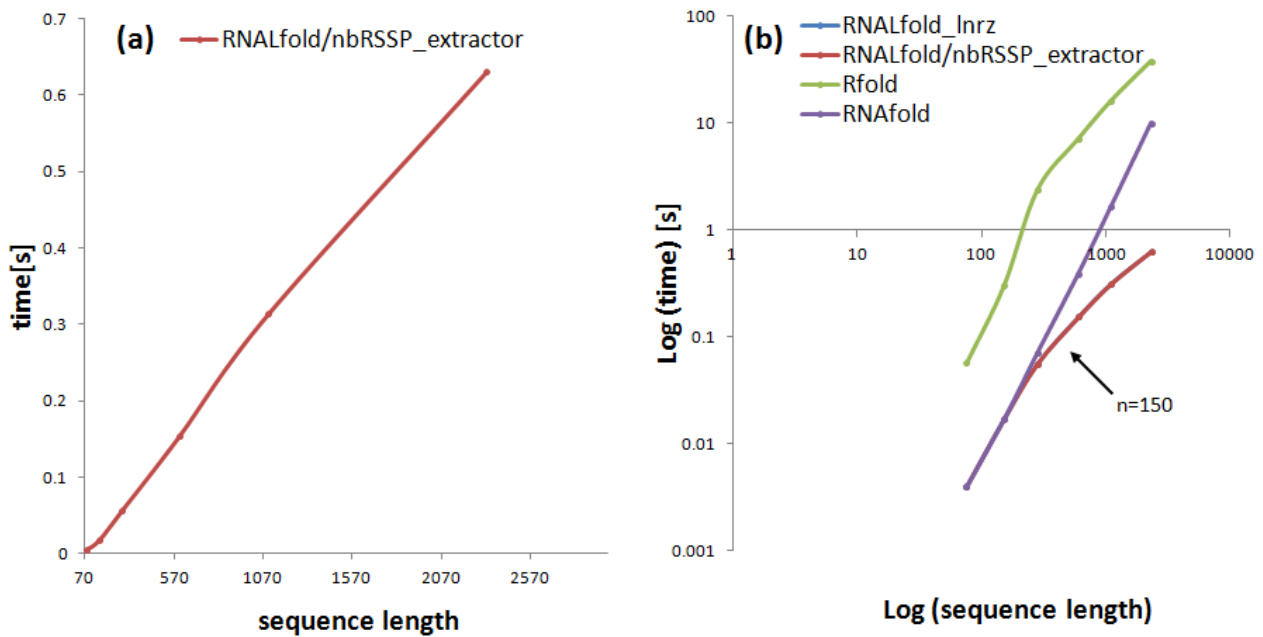 0.7
(a)
RNALfold/nbRSSP_extractor
0.6
0.5
0.4
0.3
0.2
0.1
0
time[s]
70
570
1070
1570
2070
2570
sequence length
(b)
RNALfold_lnrz
RNALfold/nbRSSP_extractor
Rfold
RNAfold
100
10
1
0.1
0.01
0.001
Log (time) [s]
1
10
100
1000
10000
n=150
Log (sequence length)